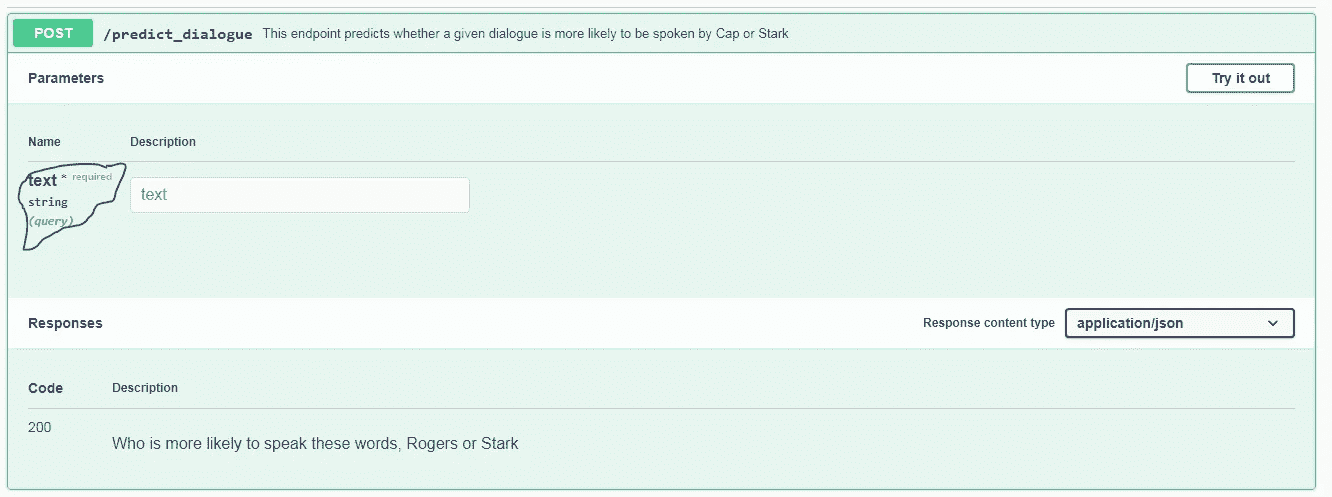 POST /predict_dialogue This endpoint predicts whether a given dialogue is more likely to be spoken by Cap or Stark
Parameters Try it out
Name Description
text * required text
string
(query)
Responses Response content type application/json
Code Description
200
Who is more likely to speak these words, Rogers or Stark